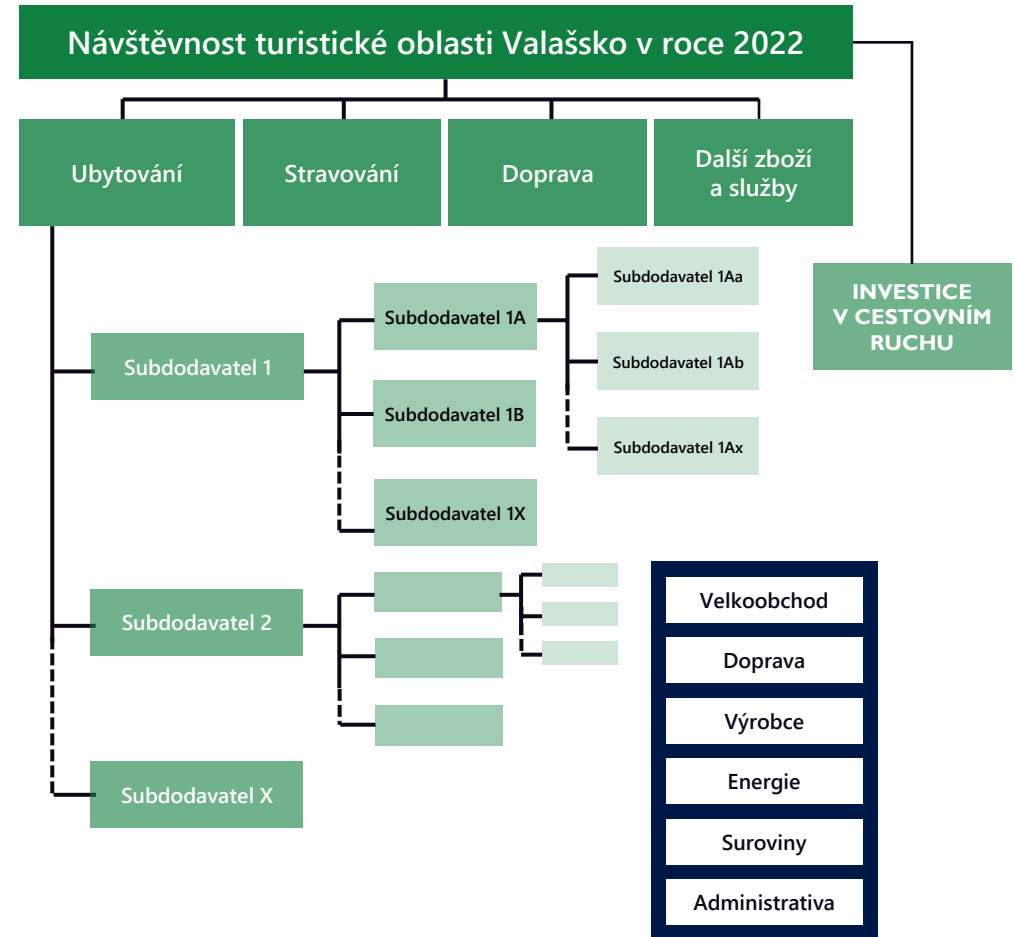 Návštěvnost turistické oblasti Valašsko v roce 2022
Ubytování
Stravování
Doprava
Další zboží
a služby
INVESTICE
V CESTOVNÍM
RUCHU
Subdodavatel 1
Subdodavatel 1A
Subdodavatel 1B
Subdodavatel 1X
Subdodavatel 1Aa
Subdodavatel 1Ab
Subdodavatel 1Ax
Subdodavatel 2
Subdodavatel X
Velkoobchod
Doprava
Výrobce
Energie
Suroviny
Administrativa